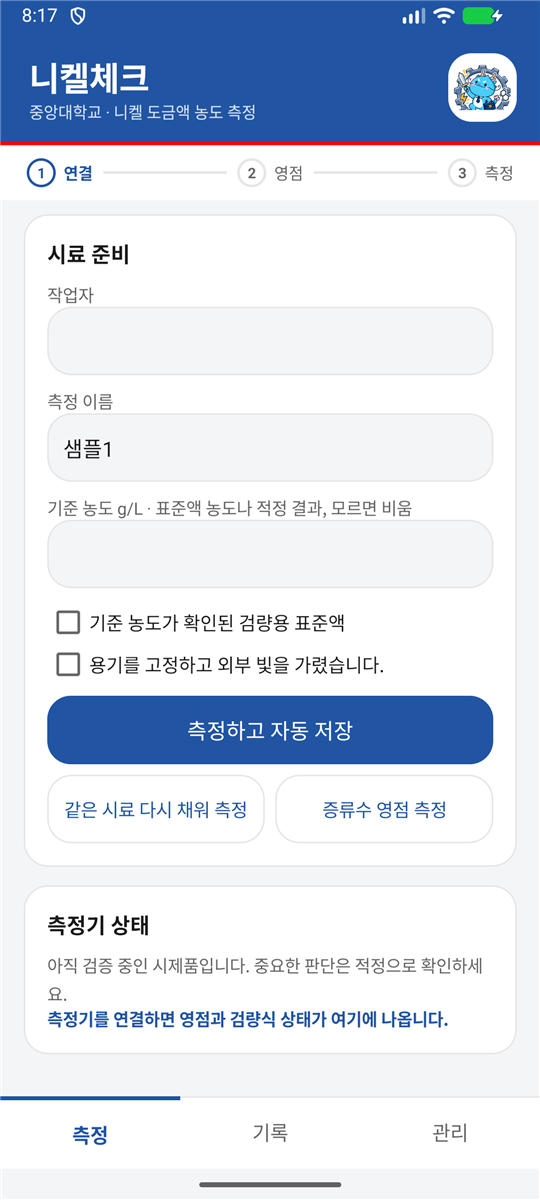 8:17
니켈체크
중앙대학교 · 니켈 도금액 농도 측정
1 연결 2 영점 3 측정
시료 준비
작업자
측정 이름
샘플1
기준 농도 g/L · 표준액 농도나 적정 결과, 모르면 비움
기준 농도가 확인된 검량용 표준액
용기를 고정하고 외부 빛을 가렸습니다.
측정하고 자동 저장
같은 시료 다시 채워 측정
증류수 영점 측정
측정기 상태
아직 검증 중인 시제품입니다. 중요한 판단은 적정으로 확인하세
요.
측정기를 연결하면 영점과 검량식 상태가 여기에 나옵니다.
측정 기록 관리